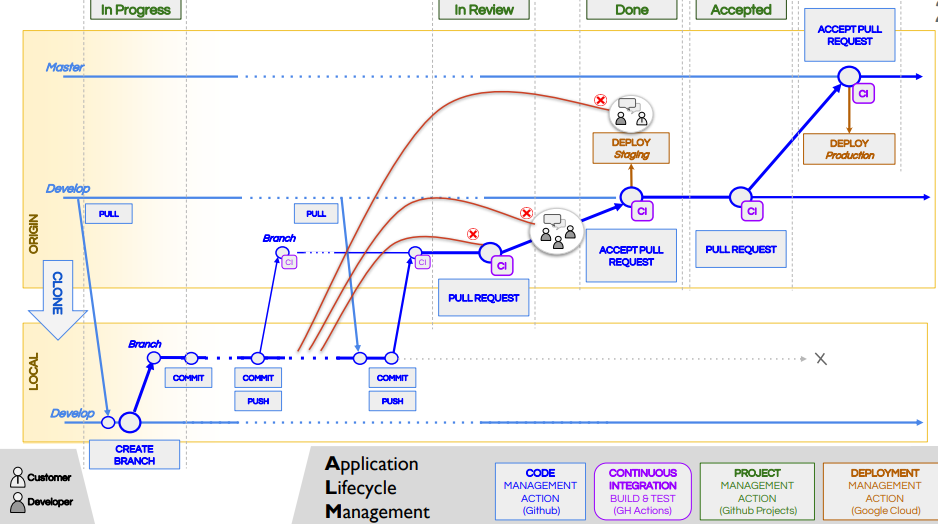 In Progress
In Review
Done
Accepted
ACCEPT PULL
REQUEST
Master
CI
DEPLOY
Staging
DEPLOY
Production
Develop
PULL
PULL
CI
CI
Branch
CI
CI
CI
ACCEPT PULL
REQUEST
PULL REQUEST
PULL REQUEST
ORIGIN
CLONE
LOCAL
Branch
COMMIT
COMMIT
PUSH
COMMIT
PUSH
X
Develop
CREATE
BRANCH
Customer
Developer
Application
Lifecycle
Management
CODE
MANAGEMENT
ACTION
(Github)
CONTINUOUS
INTEGRATION
BUILD & TEST
(GH Actions)
PROJECT
MANAGEMENT
ACTION
(Github Projects)
DEPLOYMENT
MANAGEMENT
ACTION
(Google Cloud)